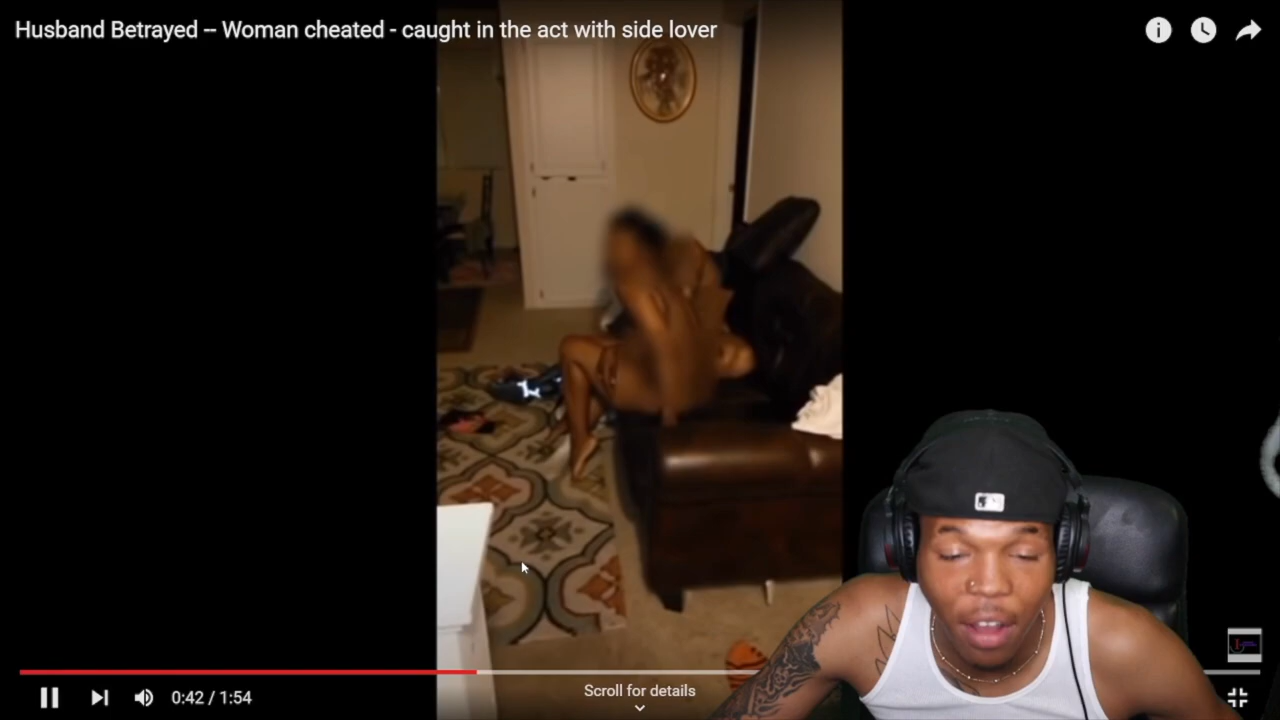 Husband Betrayed -- Woman cheated - caught in the act with side lover
0:42 / 1:54
Scroll for details